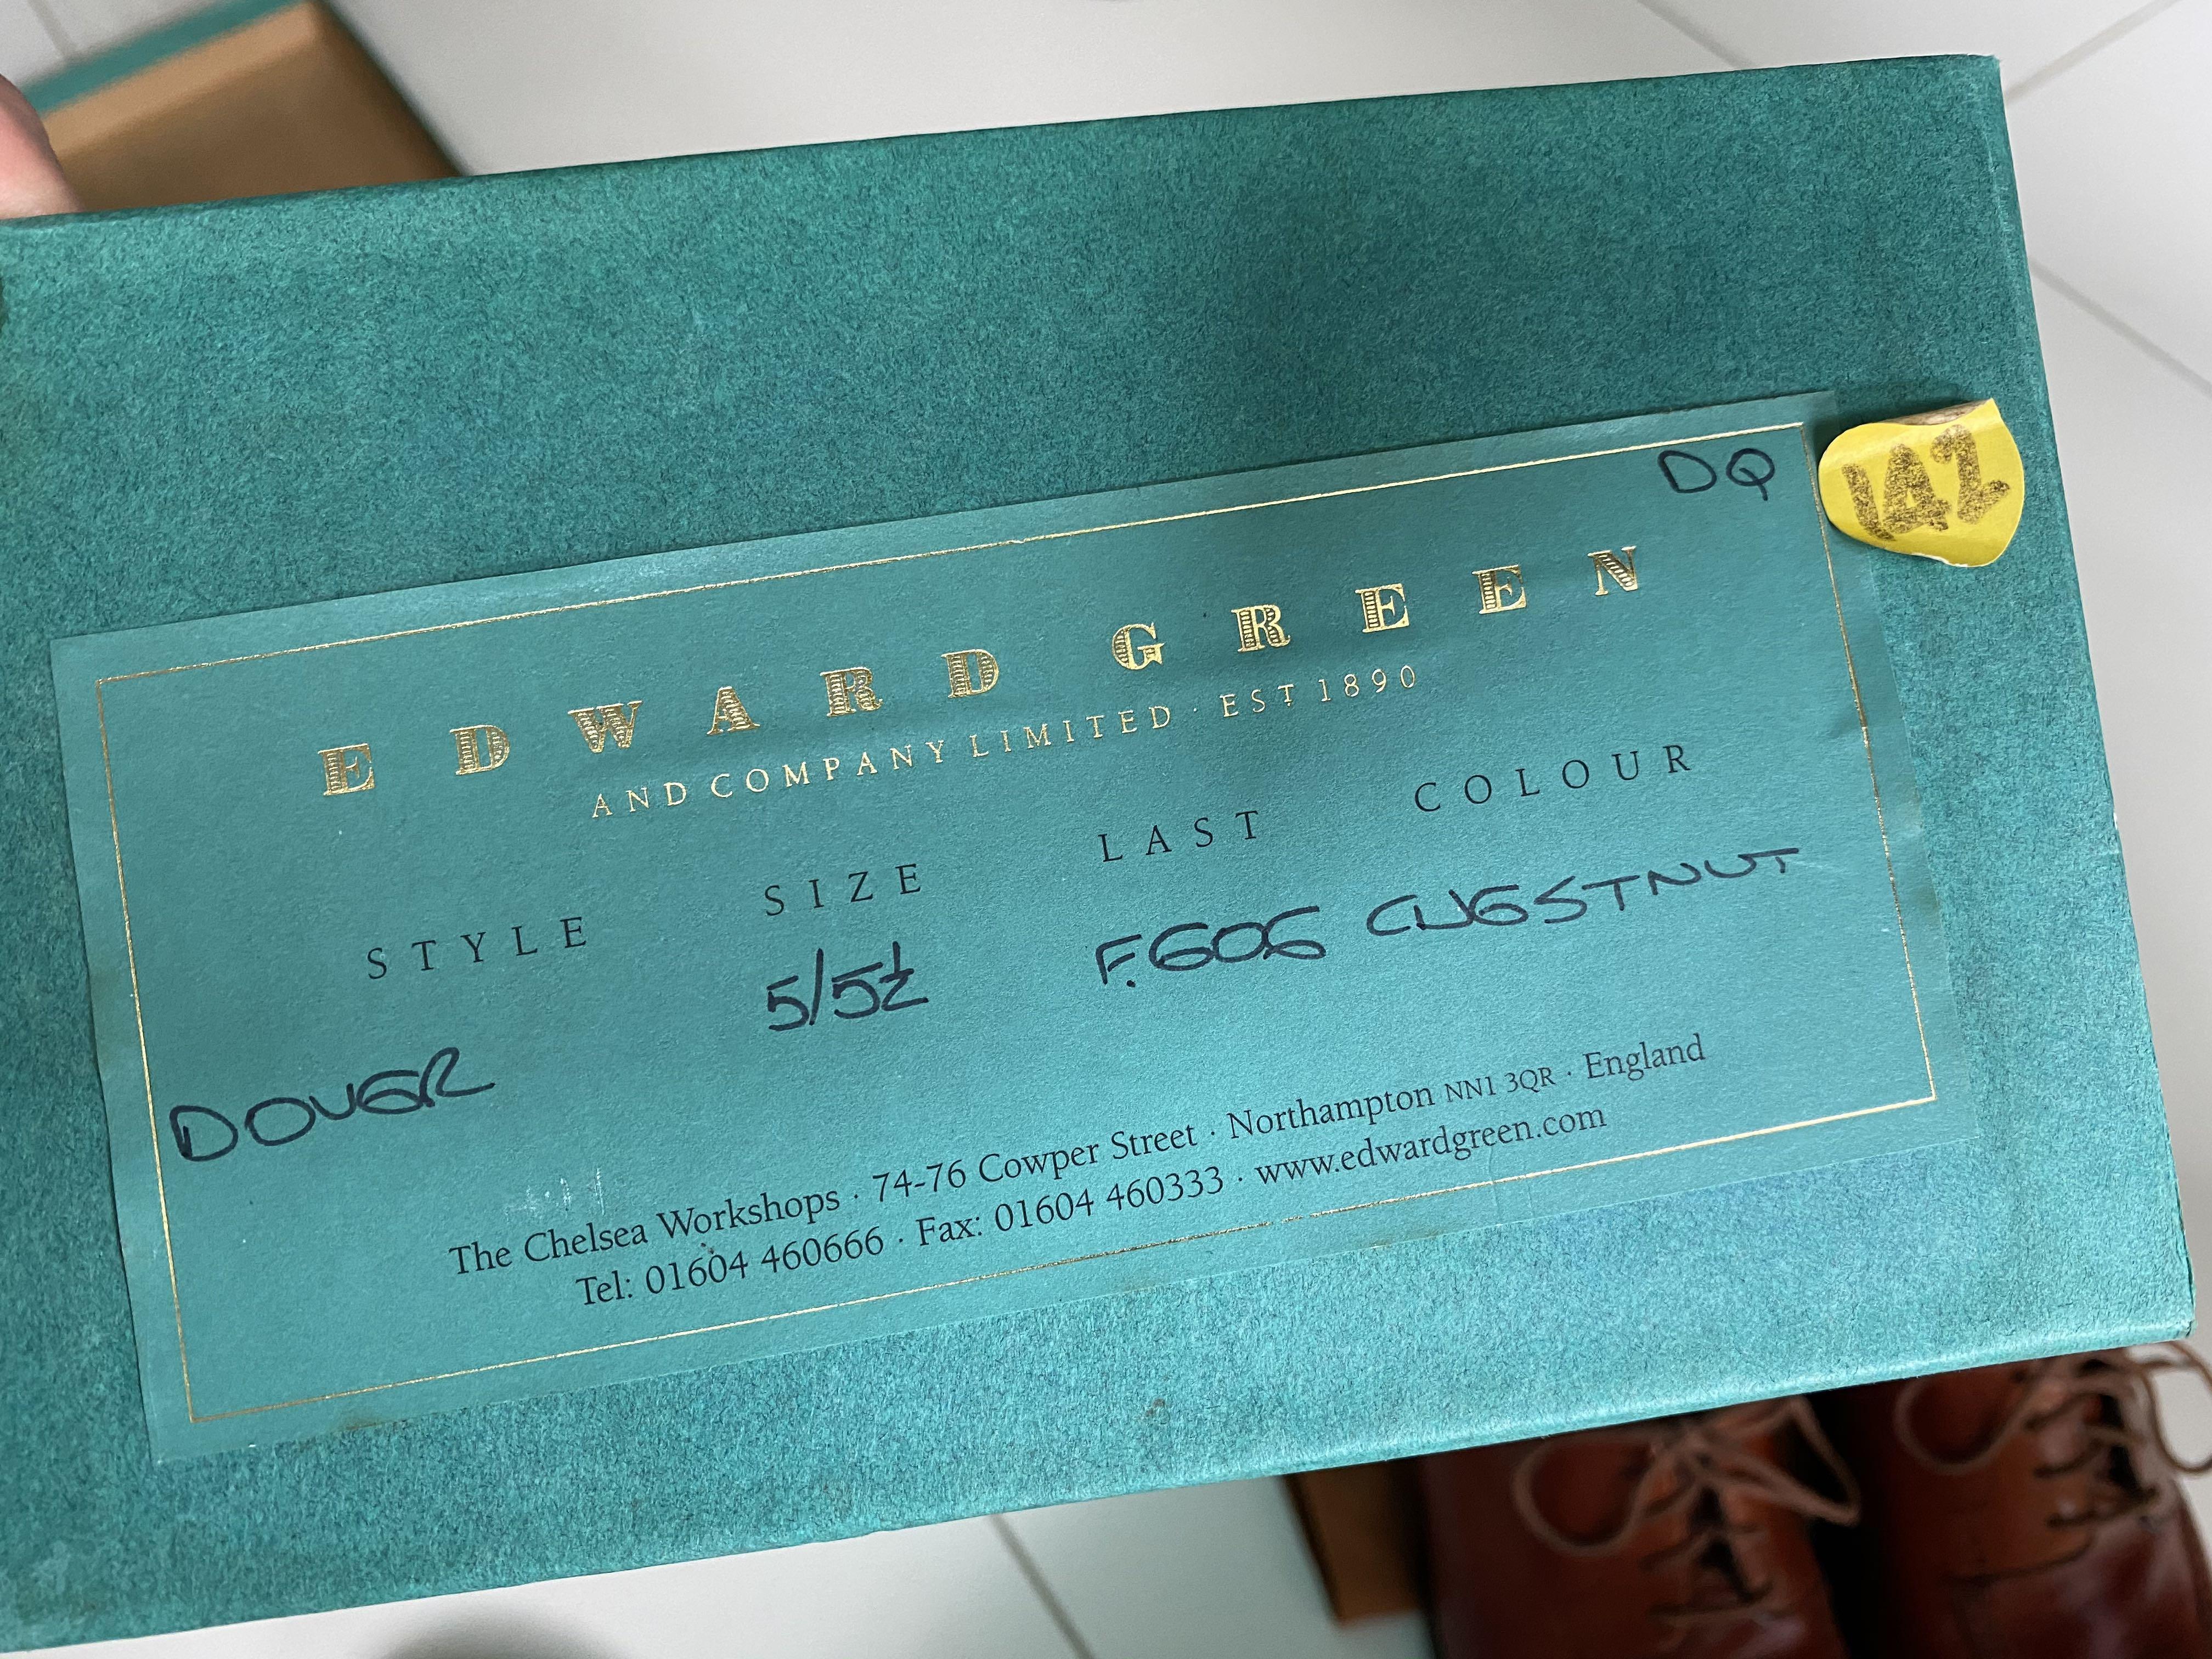 DQ
142
EDWARD GREEN
AND COMPANY LIMITED · EST 1890
STYLE SIZE LAST COLOUR
DOVER 5/5½ F.606 CHESTNUT
The Chelsea Workshops · 74-76 Cowper Street · Northampton NN1 3QR · England
Tel: 01604 460666 · Fax: 01604 460333 · www.edwardgreen.com